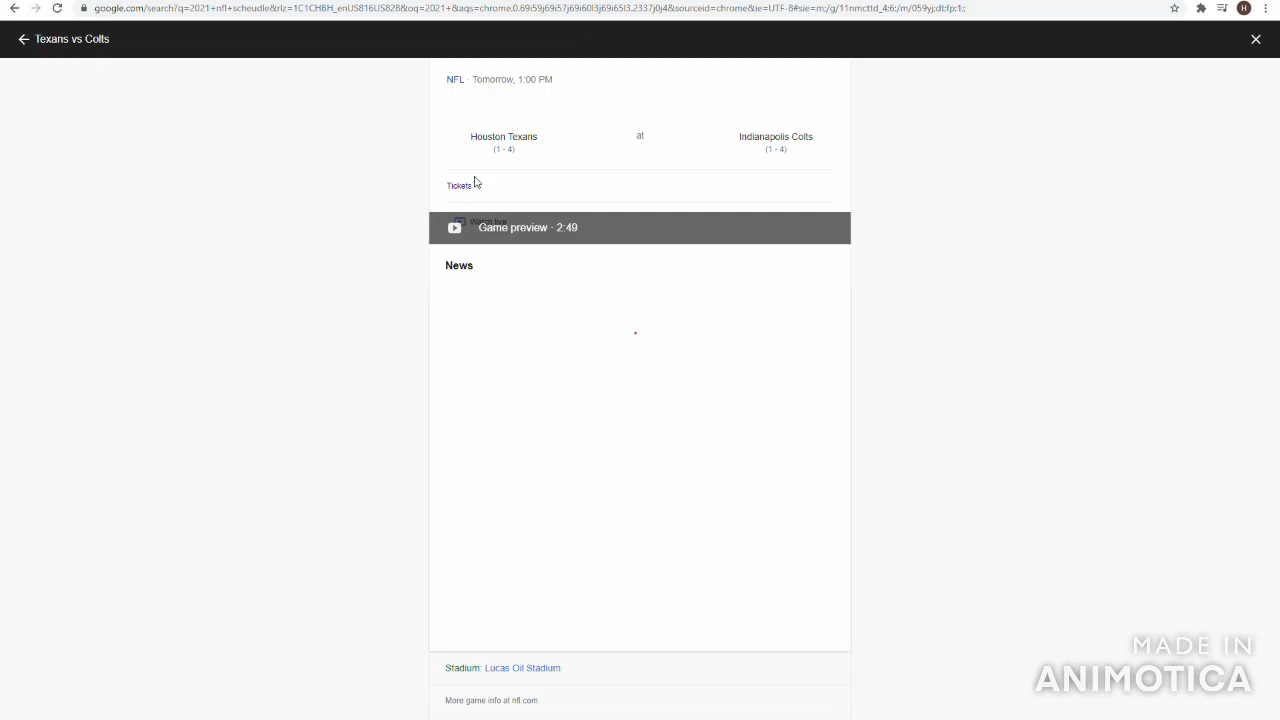 google.com/search?q=2021+nfl+scheudle&rlz=1C1CHBH_enUS816US828&oq=2021+&aqs=chrome.0.69i59j69i57j69i60l3j69i65l3.2337j0j4&sourceid=chrome&ie=UTF-8#sie=m;/g/11nmcttd_4;6;/m/059yj;dt;fp;1;;
H
Texans vs Colts
NFL · Tomorrow, 1:00 PM
Houston Texans at Indianapolis Colts
(1 - 4) (1 - 4)
Tickets
Watch live
Game preview · 2:49
News
Stadium: Lucas Oil Stadium
More game info at nfl.com
MADE IN
ANIMOTICA